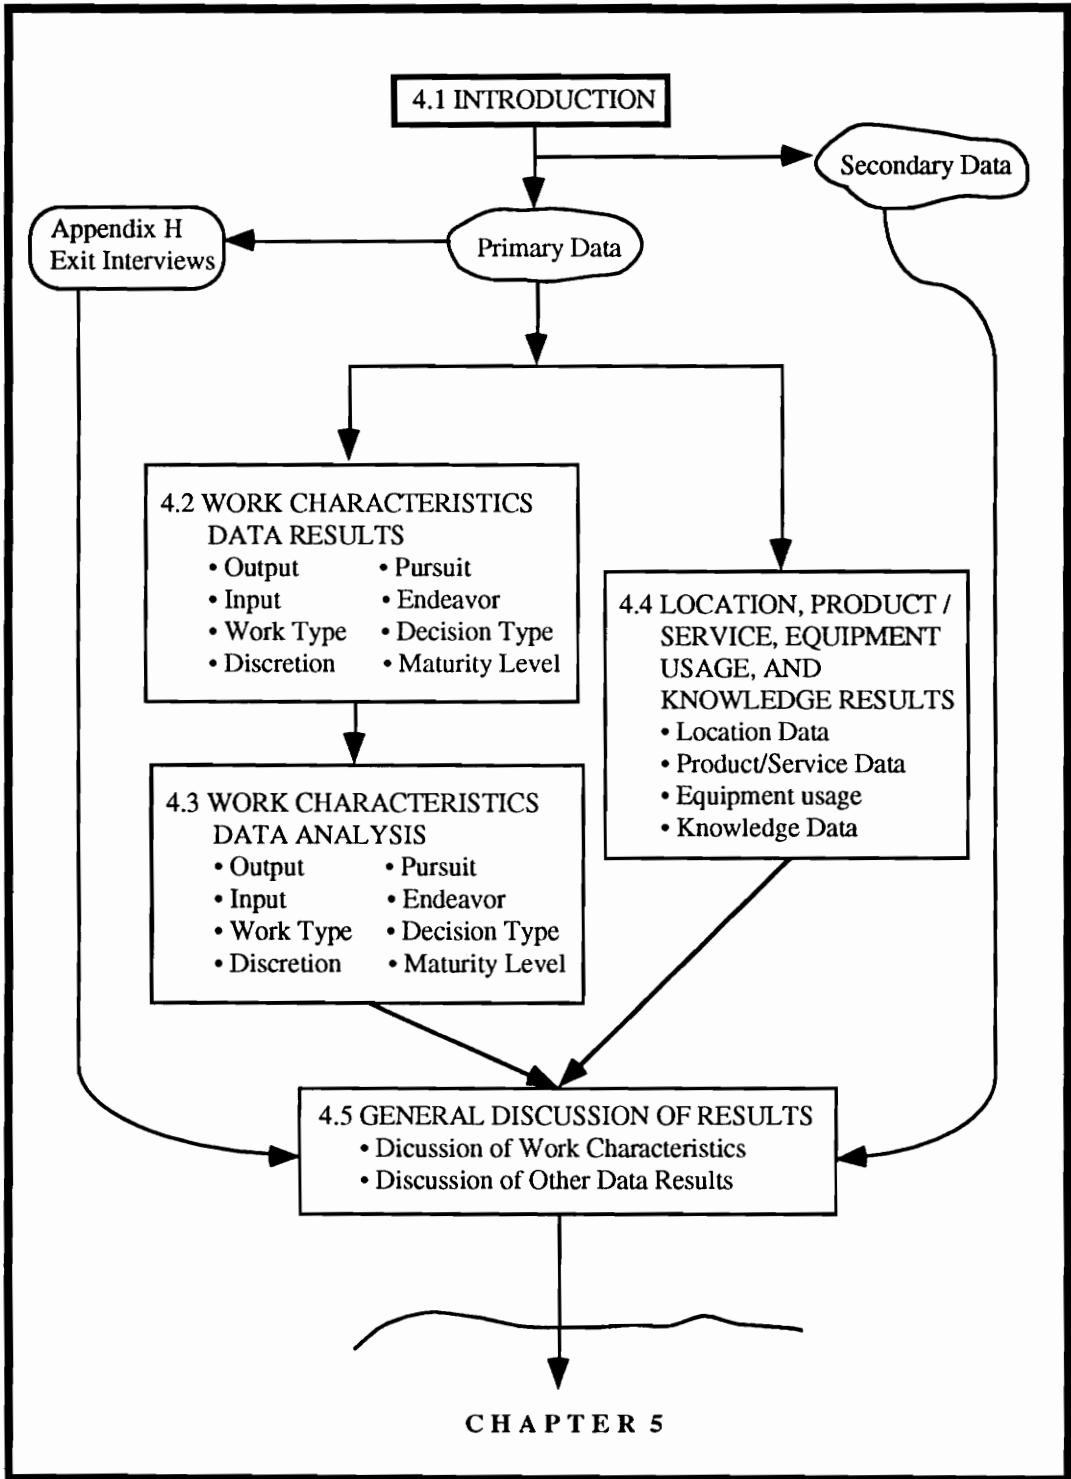 4.1 INTRODUCTION
Secondary Data
Appendix H
Exit Interviews
Primary Data
4.2 WORK CHARACTERISTICS
DATA RESULTS
• Output • Pursuit
• Input • Endeavor
• Work Type • Decision Type
• Discretion • Maturity Level
4.4 LOCATION, PRODUCT /
SERVICE, EQUIPMENT
USAGE, AND
KNOWLEDGE RESULTS
• Location Data
• Product/Service Data
• Equipment usage
• Knowledge Data
4.3 WORK CHARACTERISTICS
DATA ANALYSIS
• Output • Pursuit
• Input • Endeavor
• Work Type • Decision Type
• Discretion • Maturity Level
4.5 GENERAL DISCUSSION OF RESULTS
• Dicussion of Work Characteristics
• Discussion of Other Data Results
CHAPTER 5